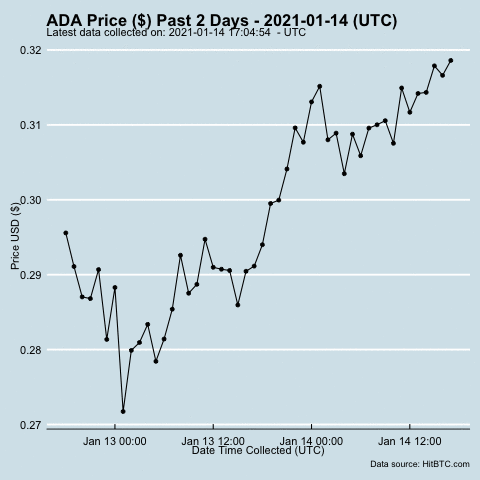 ADA Price ($) Past 2 Days - 2021-01-14 (UTC)
Latest data collected on: 2021-01-14 17:04:54  - UTC
0.32
0.31
0.30
0.29
0.28
0.27
Price USD ($)
Jan 13 00:00 Jan 13 12:00 Jan 14 00:00 Jan 14 12:00
Date Time Collected (UTC)
Data source: HitBTC.com